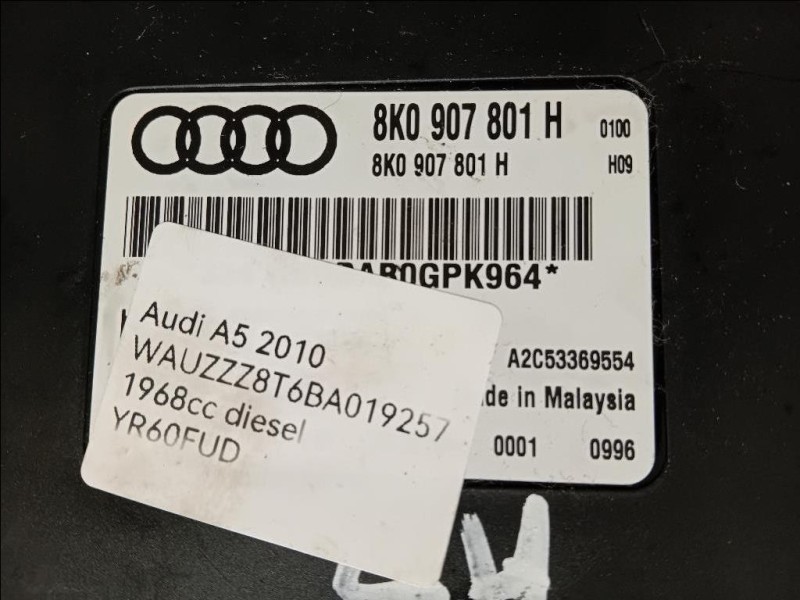 8K0 907 801 H 0100
8K0 907 801 H H09
0GPK964*
A2C53369554
de in Malaysia
0001 0996
Audi A5 2010
WAUZZZ8T6BA019257
1968cc diesel
YR60FUD